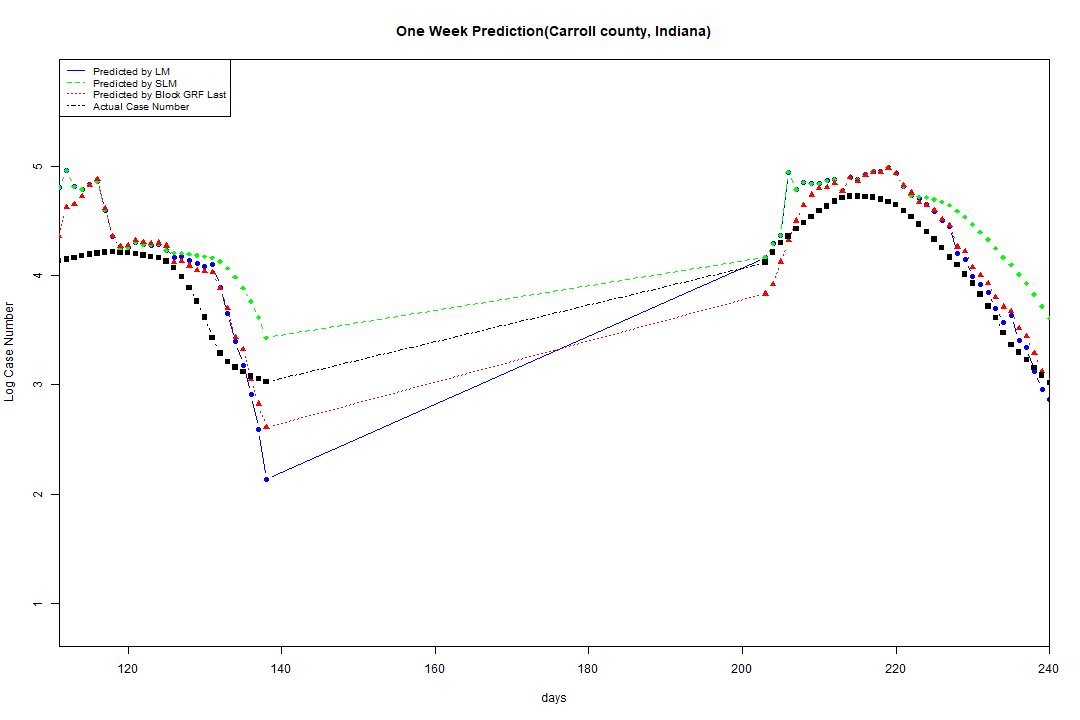 One Week Prediction(Carroll county, Indiana)
Predicted by LM
Predicted by SLM
Predicted by Block GRF Last
Actual Case Number
Log Case Number
5
4
3
2
1
120 140 160 180 200 220 240
days